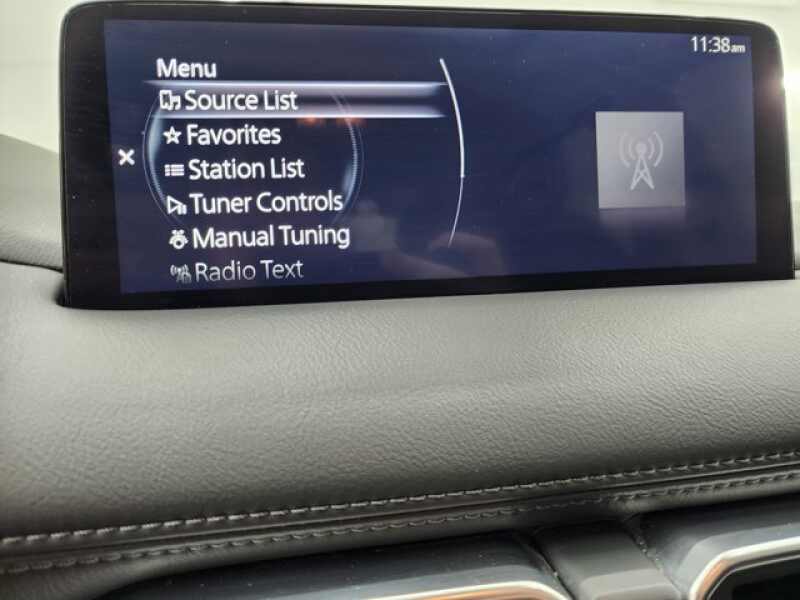 11:38am
Menu
Source List
Favorites
Station List
Tuner Controls
Manual Tuning
Radio Text